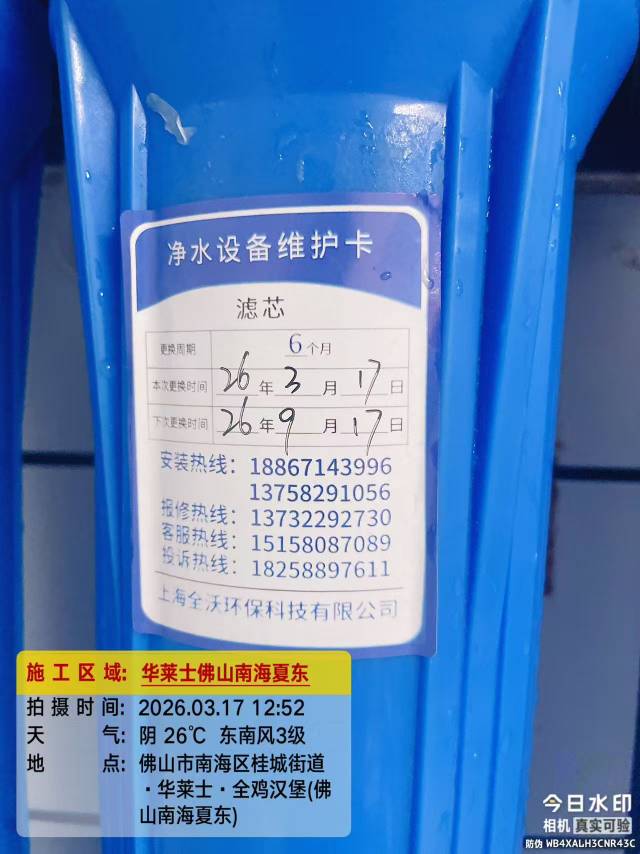 净水设备维护卡
滤芯
更换周期 6个月
本次更换时间 26年3月17日
下次更换时间 26年9月17日
安装热线：18867143996
13758291056
报修热线：13732292730
客服热线：15158087089
投诉热线：18258897611
上海全沃环保科技有限公司
施工区域：华莱士佛山南海夏东
拍摄时间：2026.03.17 12:52
天气：阴 26℃ 东南风3级
地点：佛山市南海区桂城街道
·华莱士·全鸡汉堡(佛
山南海夏东)
今日水印
相机 真实可验
防伪 WB4XALH3CNR43C